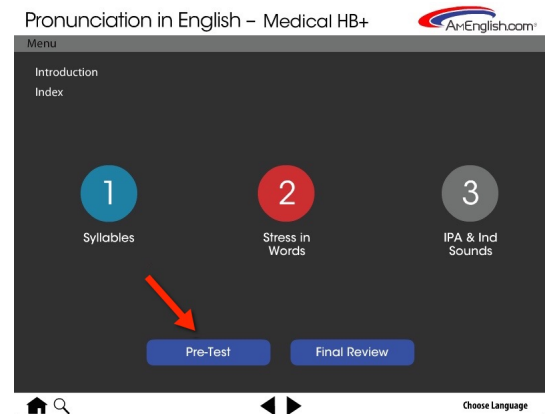 Pronunciation in English – Medical HB+
AMENGLISH.COM®
Menu
Introduction
Index
1
2
3
Syllables
Stress in
Words
IPA & Ind
Sounds
Pre-Test
Final Review
Choose Language